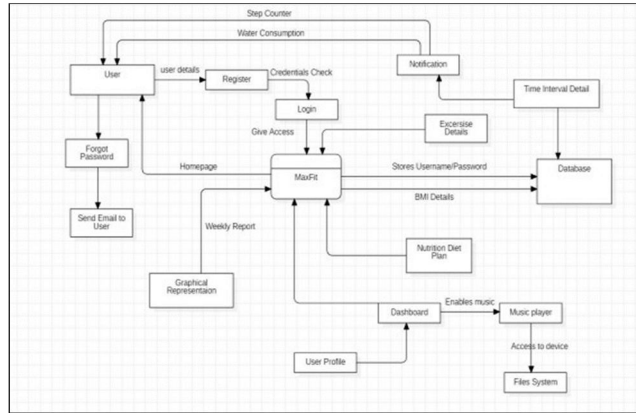 Step Counter
Water Consumption
User
user details
Register
Credentials Check
Notification
Time Interval Detail
Login
Give Access
Excersise
Details
Forgot
Password
Homepage
MaxFit
Stores Username/Password
Database
BMI Details
Send Email to
User
Weekly Report
Nutrition Diet
Plan
Graphical
Representaion
Dashboard
Enables music
Music player
Access to device
User Profile
Files System